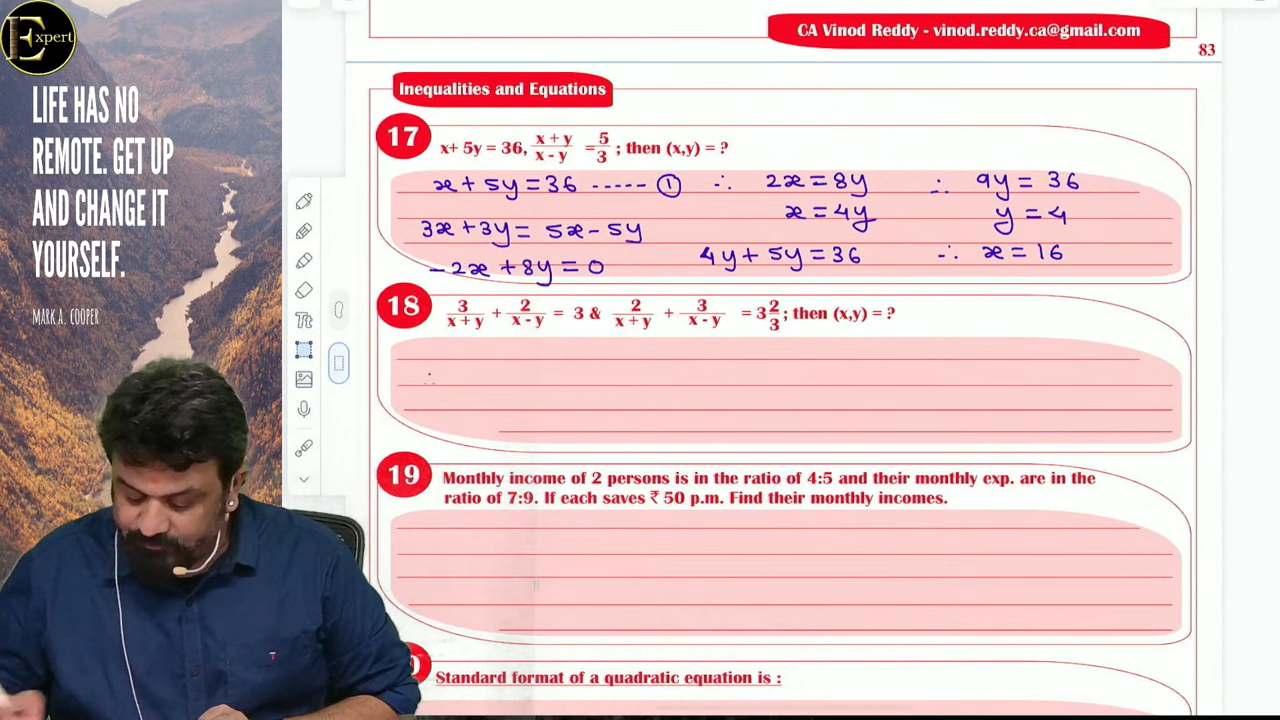 Expert
LIFE HAS NO
REMOTE. GET UP
AND CHANGE IT
YOURSELF.
MARK A. COOPER
CA Vinod Reddy - vinod.reddy.ca@gmail.com
83
Inequalities and Equations
17
x+ 5y = 36, x + y / x - y = 5/3 ; then (x,y) = ?
x + 5y = 36 ----- ① ∴ 2x = 8y ∴ 9y = 36
x = 4y y = 4
3x + 3y = 5x - 5y
4y + 5y = 36 ∴ x = 16
-2x + 8y = 0
18
3/x + y + 2/x - y = 3 & 2/x + y + 3/x - y = 3 2/3 ; then (x,y) = ?
∴
19
Monthly income of 2 persons is in the ratio of 4:5 and their monthly exp. are in the
ratio of 7:9. If each saves ₹ 50 p.m. Find their monthly incomes.
Standard format of a quadratic equation is :
Tt